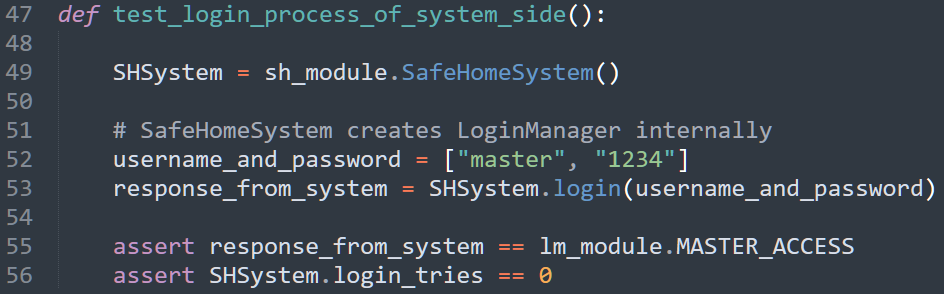 47 def test_login_process_of_system_side():
48
49     SHSystem = sh_module.SafeHomeSystem()
50
51     # SafeHomeSystem creates LoginManager internally
52     username_and_password = ["master", "1234"]
53     response_from_system = SHSystem.login(username_and_password)
54
55     assert response_from_system == lm_module.MASTER_ACCESS
56     assert SHSystem.login_tries == 0